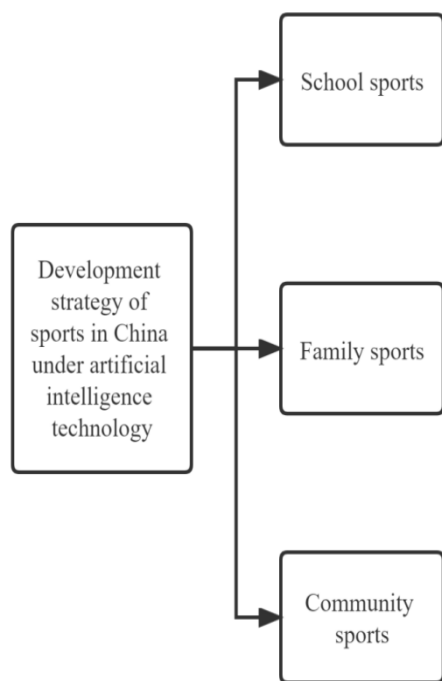 School sports
Development
strategy of
sports in China
under artificial
intelligence
technology
Family sports
Community
sports